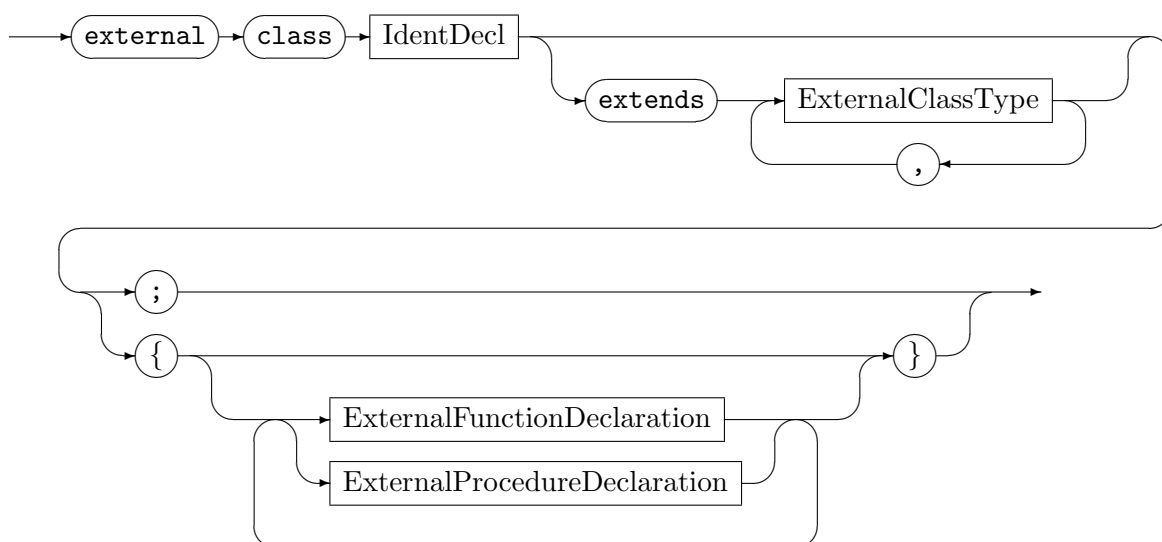 external class IdentDecl
extends ExternalClassType
,
;
{ }
ExternalFunctionDeclaration
ExternalProcedureDeclaration